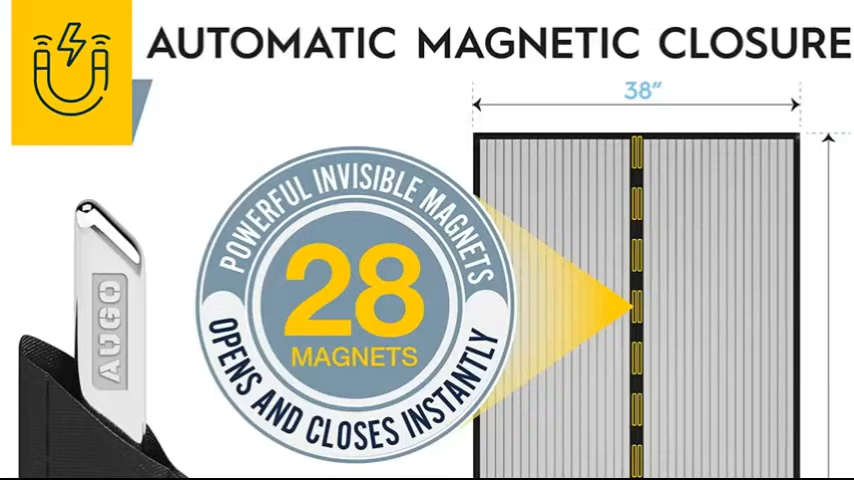 AUTOMATIC MAGNETIC CLOSURE
38”
POWERFUL INVISIBLE MAGNETS
28
MAGNETS
OPENS AND CLOSES INSTANTLY
AUGO